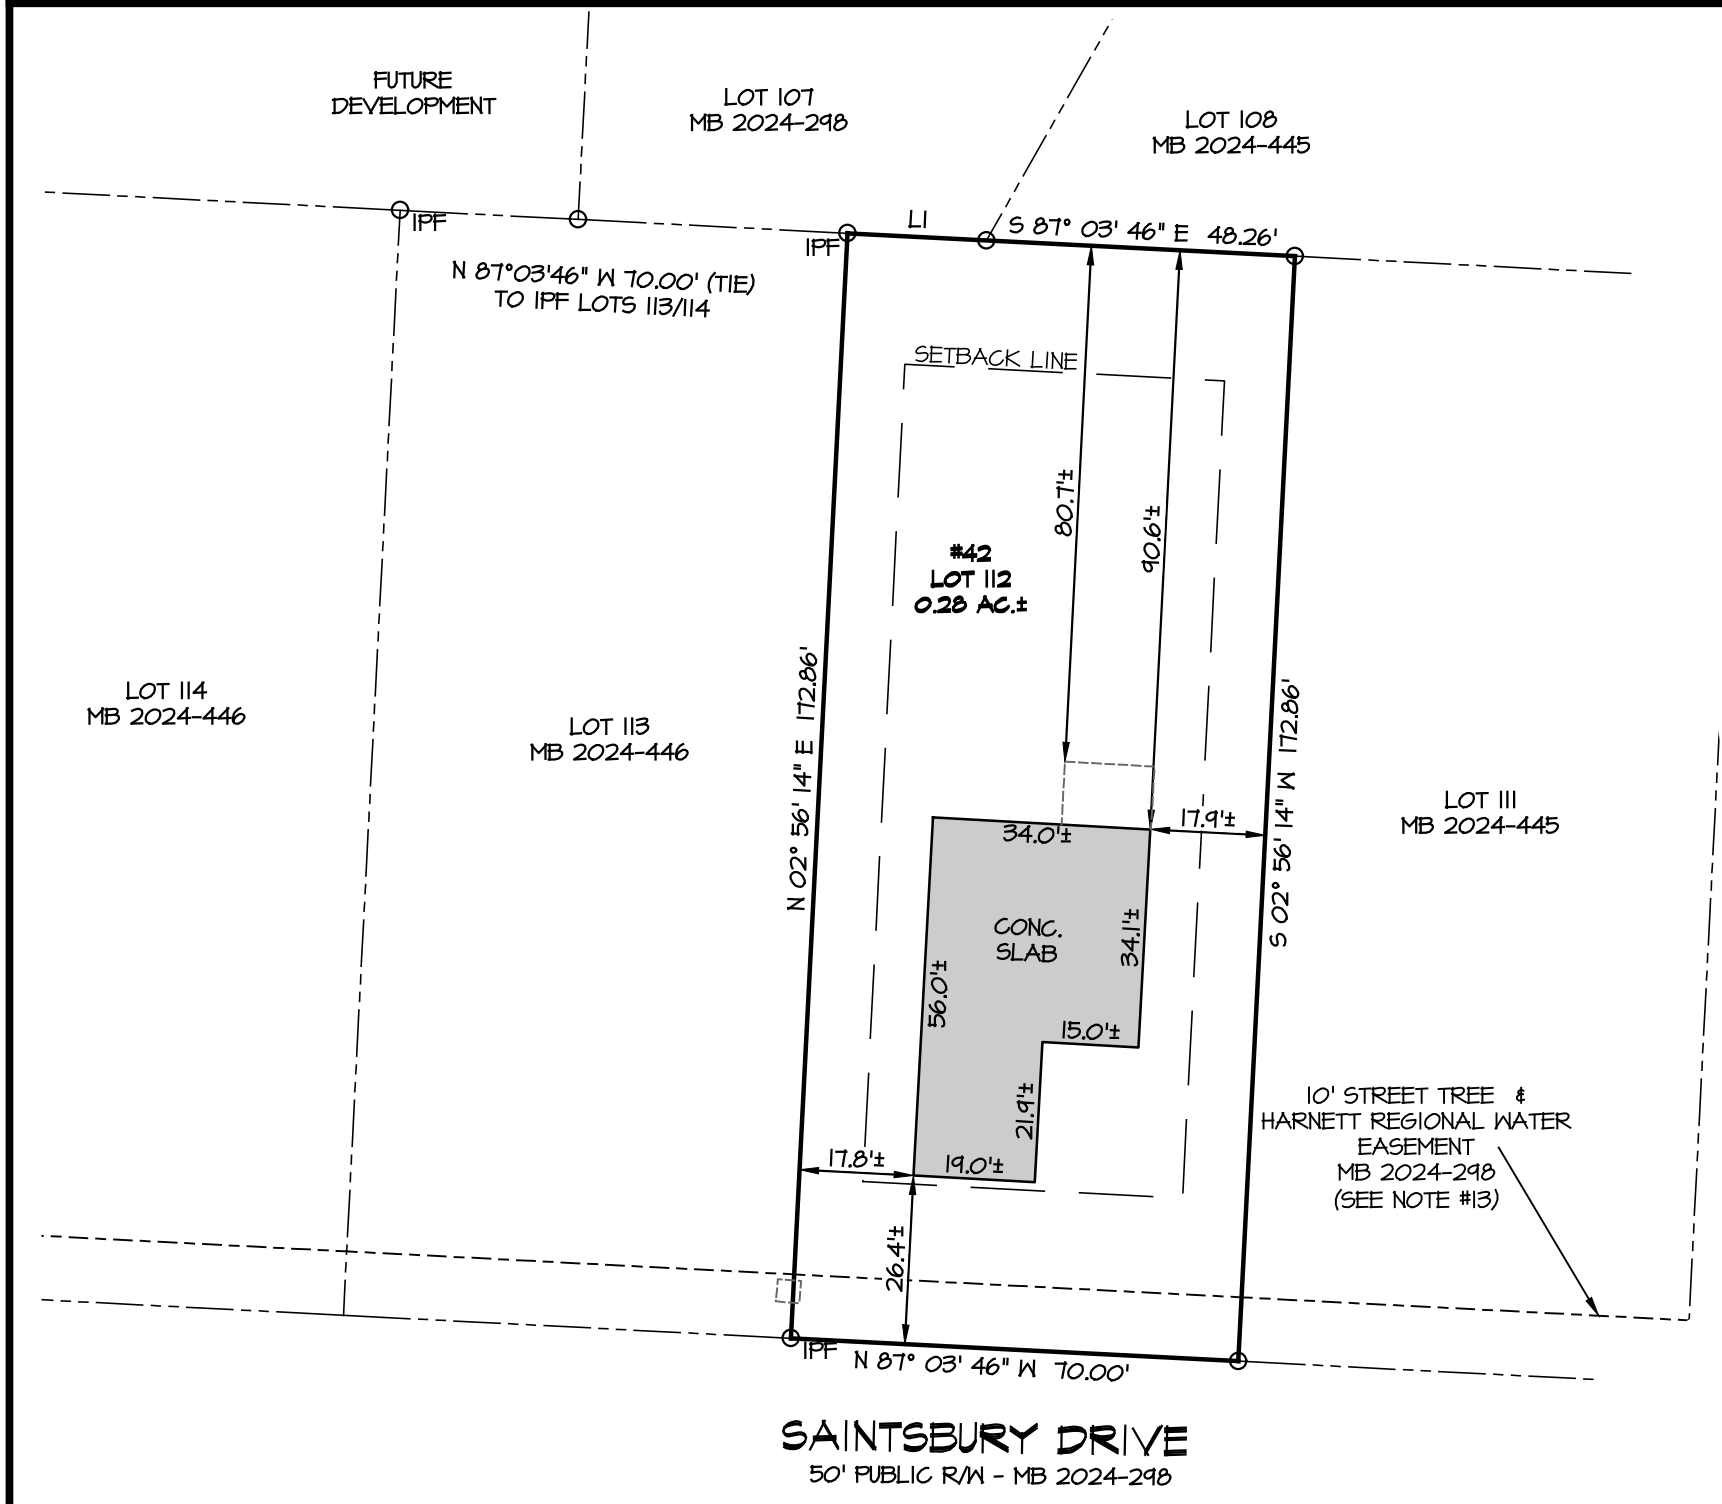 FUTURE
DEVELOPMENT
LOT 107
MB 2024-298
LOT 108
MB 2024-445
IPF
L1
S 87° 03' 46" E 48.26'
IPF
N 87°03'46" W 70.00' (TIE)
TO IPF LOTS 113/114
SETBACK LINE
80.7'±
90.6'±
#42
LOT 112
0.28 AC.±
LOT 114
MB 2024-446
LOT 113
MB 2024-446
N 02° 56' 14" E 172.86'
S 02° 56' 14" W 172.86'
LOT 111
MB 2024-445
17.9'±
34.0'±
CONC.
SLAB
34.1'±
56.0'±
15.0'±
21.9'±
17.8'±
19.0'±
26.4'±
10' STREET TREE &
HARNETT REGIONAL WATER
EASEMENT
MB 2024-298
(SEE NOTE #13)
IPF
N 87° 03' 46" W 70.00'
SAINTSBURY DRIVE
50' PUBLIC R/W - MB 2024-298